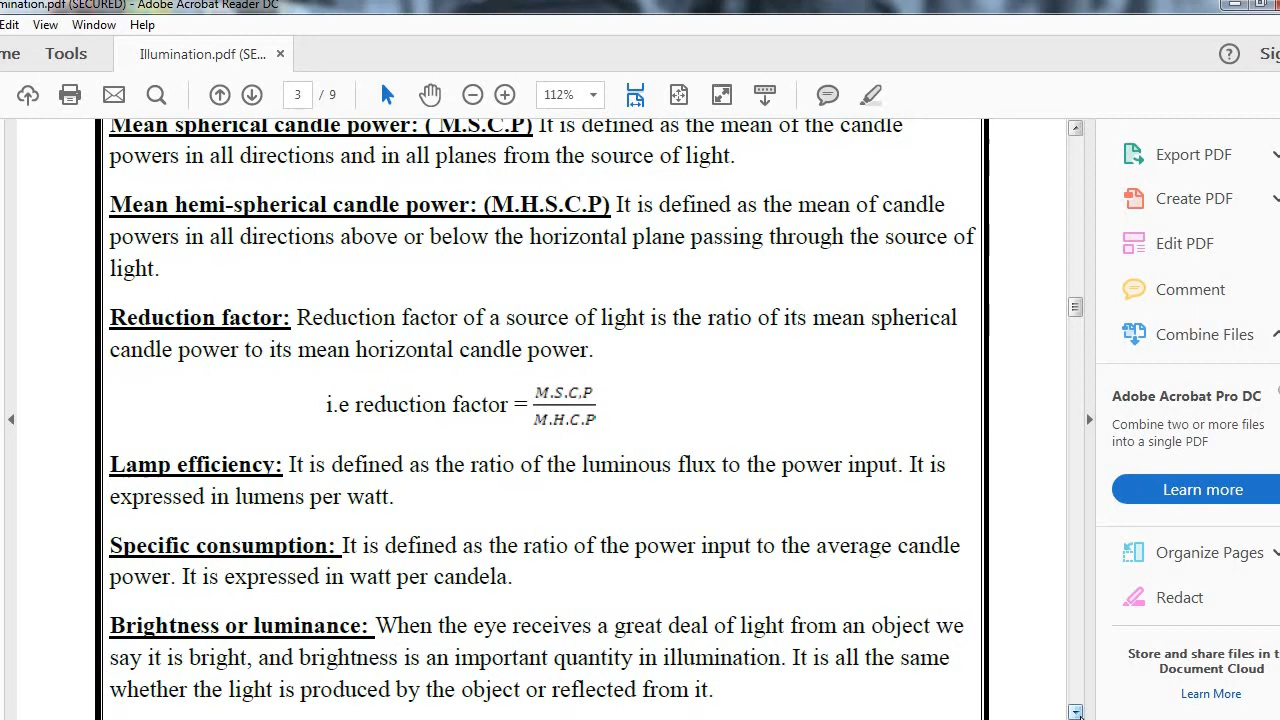 mination.pdf (SECURED) - Adobe Acrobat Reader DC
Edit View Window Help
me Tools Illumination.pdf (SE... × ? Sig
3 / 9 112%
Mean spherical candle power: ( M.S.C.P) It is defined as the mean of the candle
powers in all directions and in all planes from the source of light.
Mean hemi-spherical candle power: (M.H.S.C.P) It is defined as the mean of candle
powers in all directions above or below the horizontal plane passing through the source of
light.
Reduction factor: Reduction factor of a source of light is the ratio of its mean spherical
candle power to its mean horizontal candle power.
i.e reduction factor = M.S.C,P / M.H.C.P
Lamp efficiency: It is defined as the ratio of the luminous flux to the power input. It is
expressed in lumens per watt.
Specific consumption: It is defined as the ratio of the power input to the average candle
power. It is expressed in watt per candela.
Brightness or luminance: When the eye receives a great deal of light from an object we
say it is bright, and brightness is an important quantity in illumination. It is all the same
whether the light is produced by the object or reflected from it.
Export PDF
Create PDF
Edit PDF
Comment
Combine Files
Adobe Acrobat Pro DC
Combine two or more files
into a single PDF
Learn more
Organize Pages
Redact
Store and share files in t
Document Cloud
Learn More